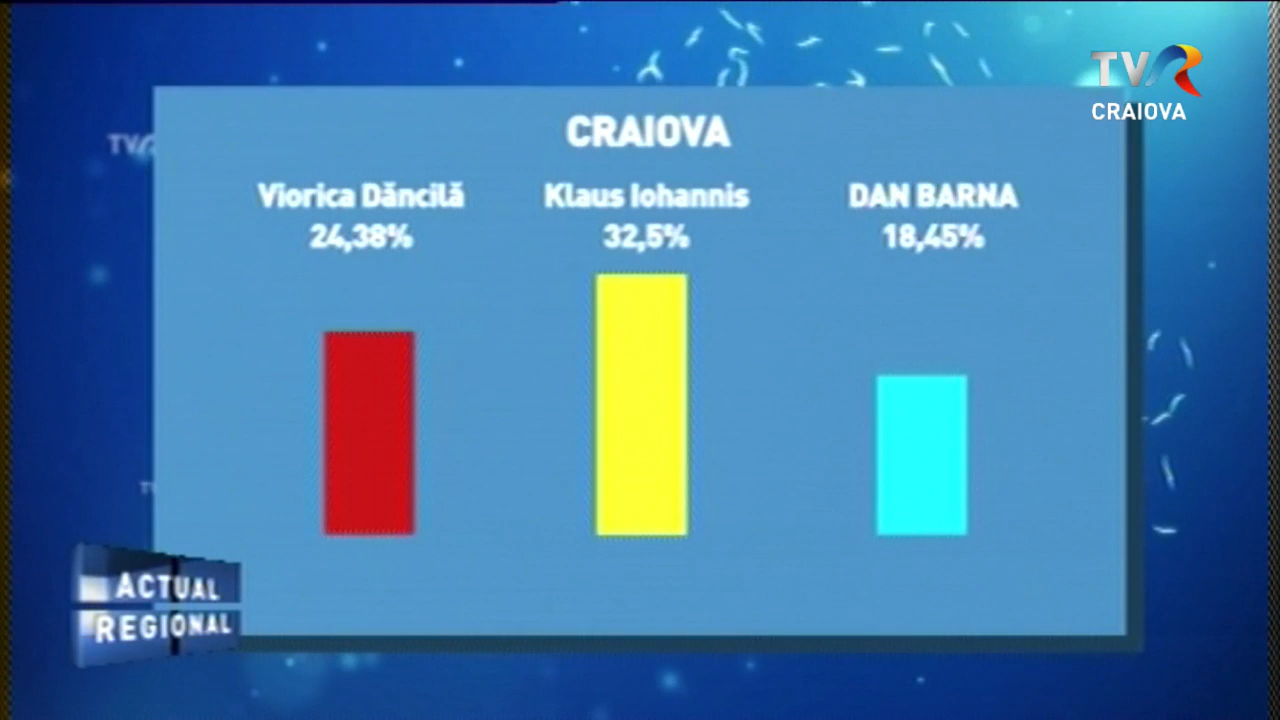 TVR
CRAIOVA
CRAIOVA
Viorica Dăncilă
24,38%
Klaus Iohannis
32,5%
DAN BARNA
18,45%
ACTUAL
REGIONAL